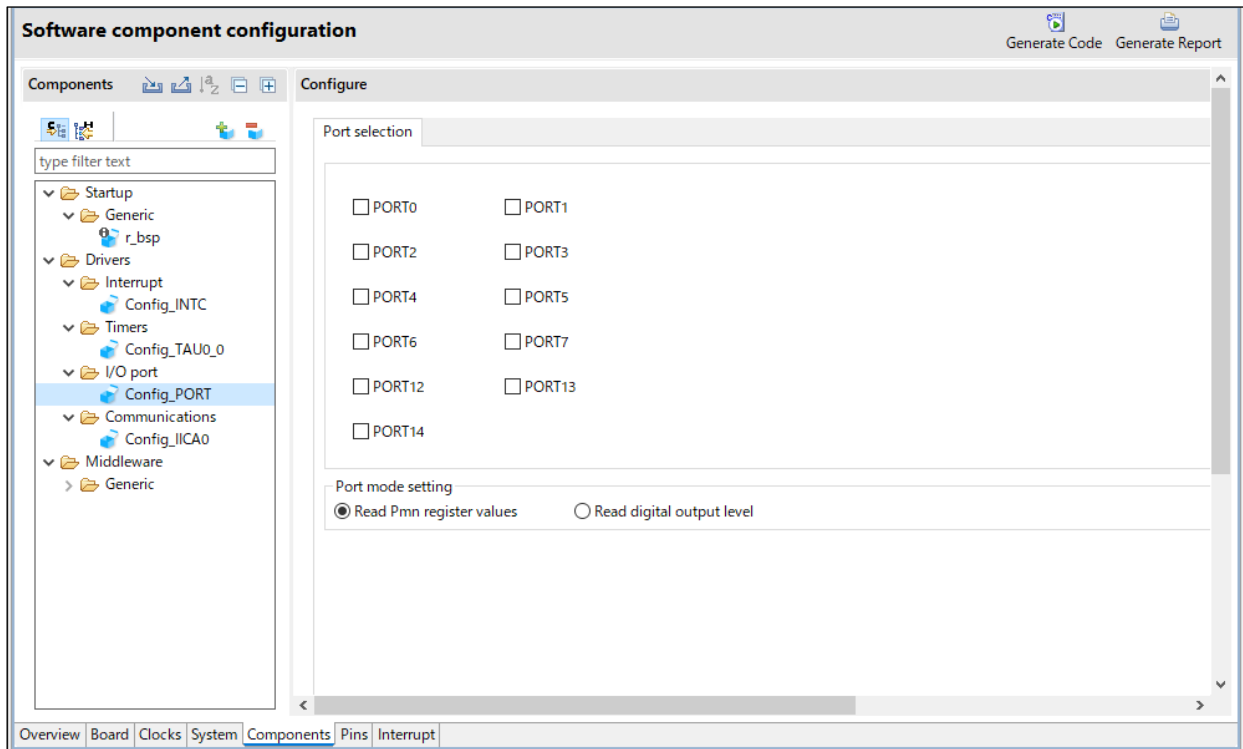 Software component configuration
Generate Code Generate Report
Components
Configure
type filter text
Startup
Generic
r_bsp
Drivers
Interrupt
Config_INTC
Timers
Config_TAU0_0
I/O port
Config_PORT
Communications
Config_IICA0
Middleware
Generic
Port selection
PORT0 PORT1
PORT2 PORT3
PORT4 PORT5
PORT6 PORT7
PORT12 PORT13
PORT14
Port mode setting
Read Pmn register values Read digital output level
Overview Board Clocks System Components Pins Interrupt